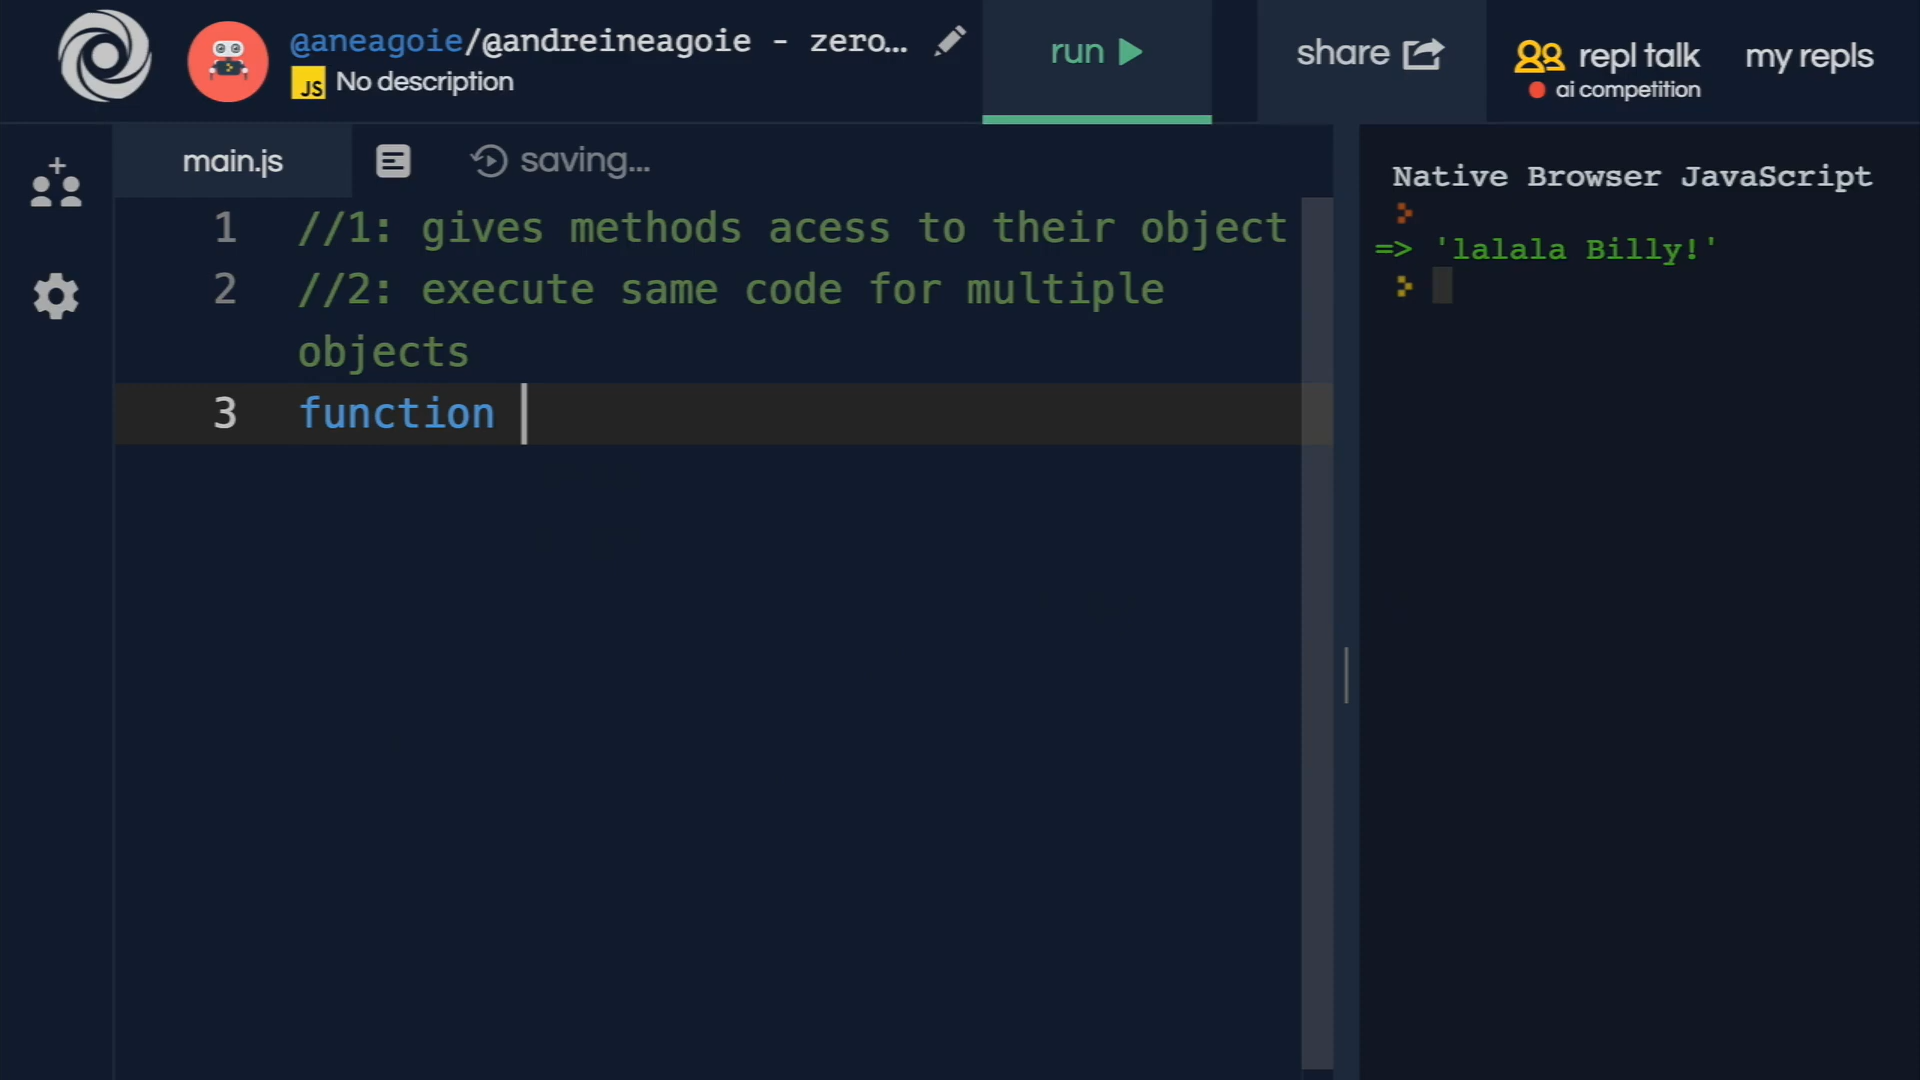 @aneagoie/@andreineagoie - zero...
JS No description
run
share
repl talk
ai competition
my repls
main.js
saving...
1 //1: gives methods acess to their object
2 //2: execute same code for multiple
objects
3 function
Native Browser JavaScript
=> 'lalala Billy!'